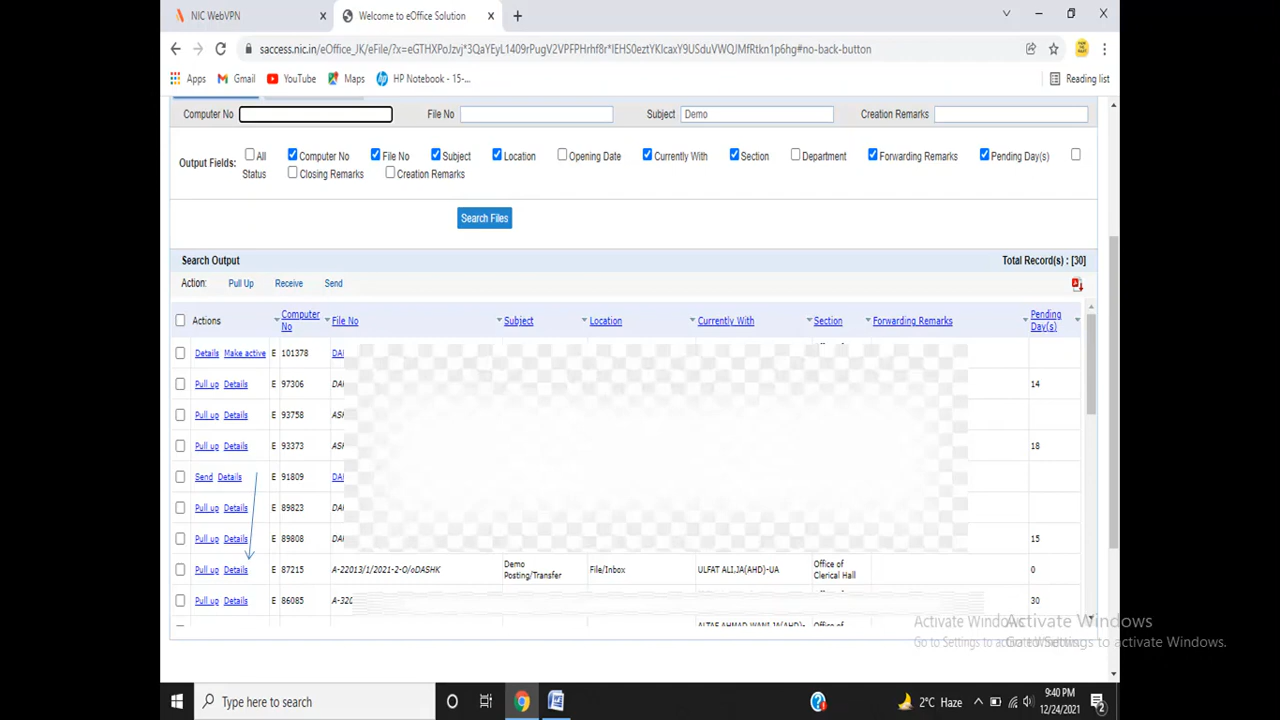 NIC WebVPN
Welcome to eOffice Solution
saccess.nic.in/eOffice_JK/eFile/?x=eGTHXPoJzvj*3QaYEyL1409rPugV2VPFPHrhf8r*IEHS0eztYKIcaxY9USduVWQJMfRtkn1p6hg#no-back-button
Apps Gmail YouTube Maps HP Notebook - 15-... Reading list
Computer No File No Subject Demo Creation Remarks
Output Fields: All Computer No File No Subject Location Opening Date Currently With Section Department Forwarding Remarks Pending Day(s)
Status Closing Remarks Creation Remarks
Search Files
Search Output Total Record(s) : [30]
Action: Pull Up Receive Send
Actions Computer No File No Subject Location Currently With Section Forwarding Remarks Pending Day(s)
Details Make active E 101378
Pull up Details E 97306 14
Pull up Details E 93758
Pull up Details E 93373 18
Send Details E 91809
Pull up Details E 89823
Pull up Details E 89808 15
Pull up Details E 87215 A-22013/1/2021-2-O/oDASHK Demo Posting/Transfer File/Inbox ULFAT ALI,JA(AHD)-UA Office of Clerical Hall 0
Pull up Details E 86085 30
Activate Windows
Go to Settings to activate Windows.
Type here to search
2°C Haze
9:40 PM
12/24/2021
2